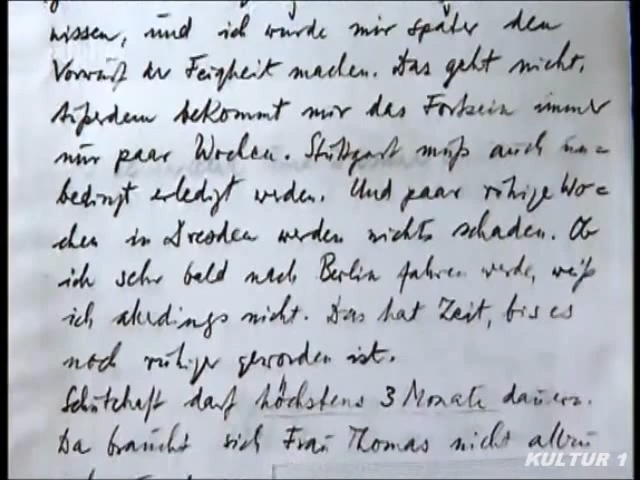 wissen, und ich würde mir später den
Vorwurf der Feigheit machen. Das geht nicht.
Außerdem bekommt mir das Fortsein immer
nur paar Wochen. Stuttgart muß auch un=
bedingt erledigt werden. Und paar ruhige Wo=
chen in Dresden werden nichts schaden. Ob
ich sehr bald nach Berlin fahren werde, weiß
ich allerdings nicht. Das hat Zeit, bis es
noch ruhiger geworden ist.
Schutzhaft darf höchstens 3 Monate dauern.
Da braucht sich Frau Thomas nicht
KULTUR 1